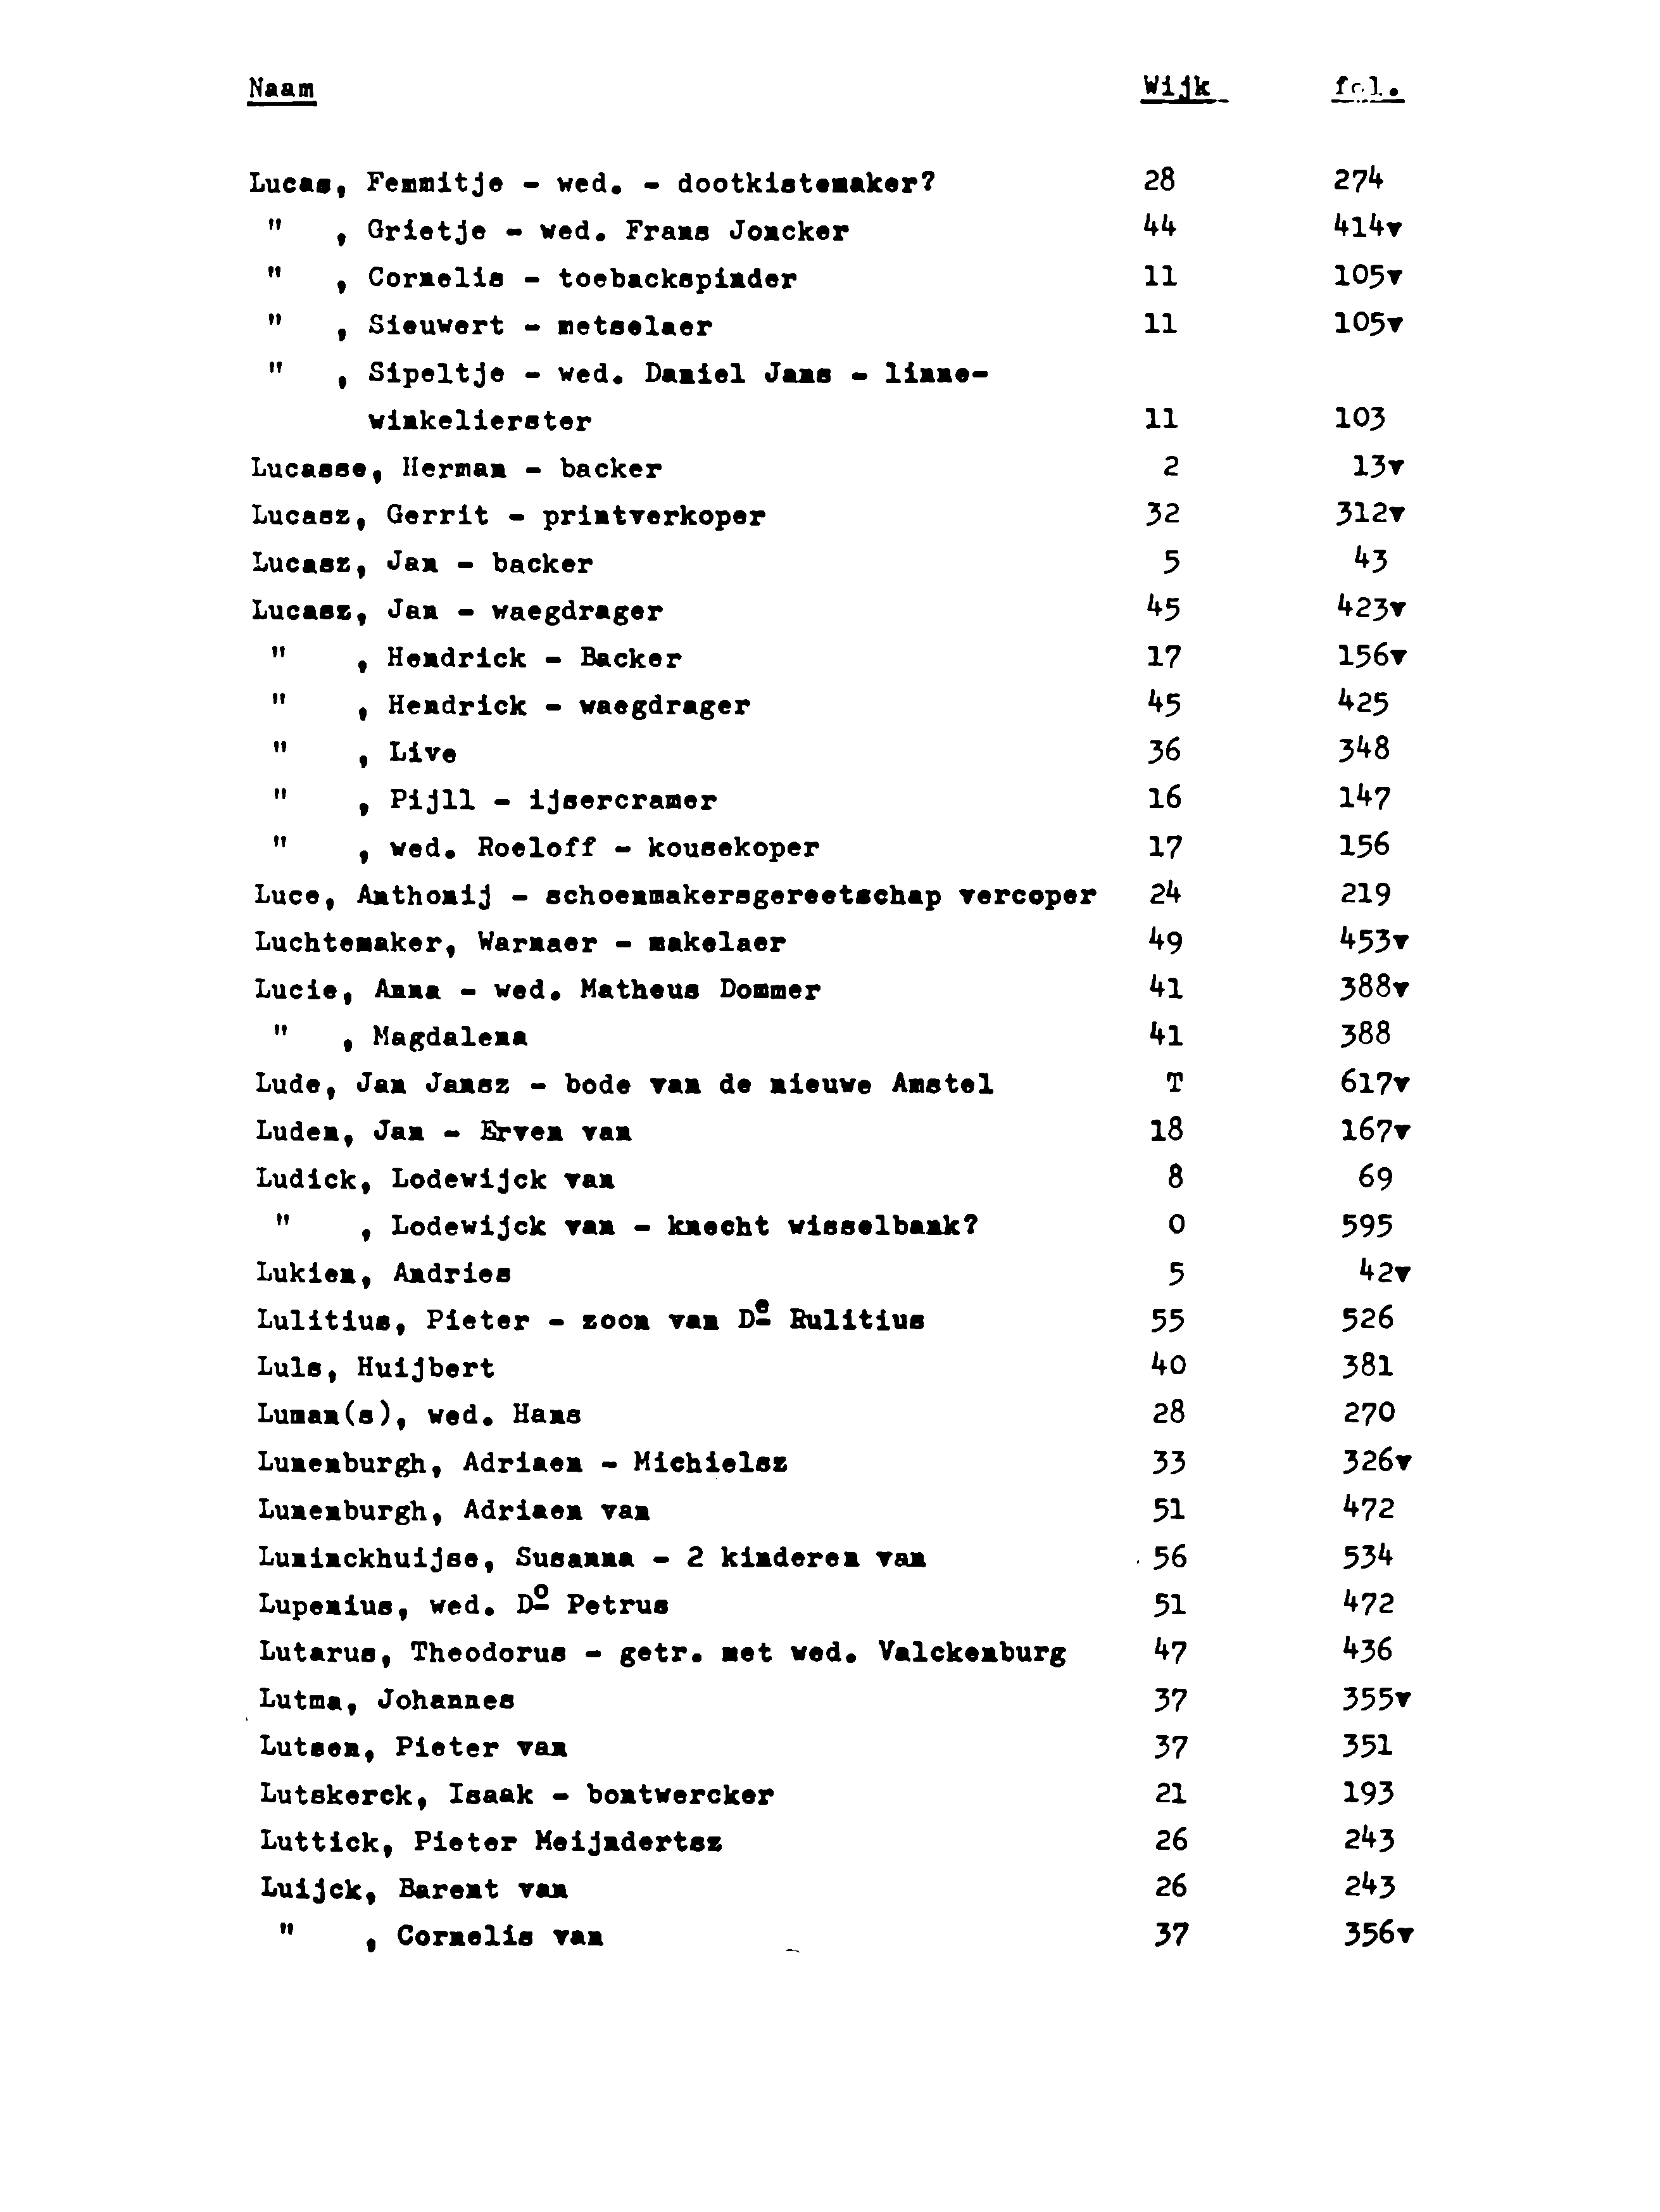 Naam Wijk fol.
Lucas, Femmitje - wed. - dootkistemaker? 28 274
" , Grietje - wed. Frans Joncker 44 414v
" , Cornelis - toebackspinder 11 105v
" , Sieuwert - metselaer 11 105v
" , Sipeltje - wed. Daniel Jans - linne-
winkelierster 11 103
Lucasse, Herman - backer 2 13v
Lucasz, Gerrit - printverkoper 32 312v
Lucasz, Jan - backer 5 43
Lucasz, Jan - waegdrager 45 423v
" , Hendrick - Backer 17 156v
" , Hendrick - waegdrager 45 425
" , Live 36 348
" , Pijll - ijsercramer 16 147
" , wed. Roeloff - kousekoper 17 156
Luce, Anthonij - schoenmakersgereetschap vercoper 24 219
Luchtemaker, Warnaer - makelaer 49 453v
Lucie, Anna - wed. Matheus Dommer 41 388v
" , Magdalena 41 388
Lude, Jan Jansz - bode van de nieuwe Amstel T 617v
Luden, Jan - Erven van 18 167v
Ludick, Lodewijck van 8 69
" , Lodewijck van - knecht wisselbank? 0 595
Lukien, Andries 5 42v
Lulitius, Pieter - zoon van De Rulitius 55 526
Luls, Huijbert 40 381
Luman(s), wed. Hans 28 270
Lunenburgh, Adriaen - Michielsz 33 326v
Lunenburgh, Adriaen van 51 472
Luninckhuijse, Susanna - 2 kinderen van 56 534
Lupenius, wed. Do Petrus 51 472
Lutarus, Theodorus - getr. met wed. Valckenburg 47 436
Lutma, Johannes 37 355v
Lutsen, Pieter van 37 351
Lutskerck, Isaak - bontwercker 21 193
Luttick, Pieter Meijndertsz 26 243
Luijck, Barent van 26 243
" , Cornelis van 37 356v